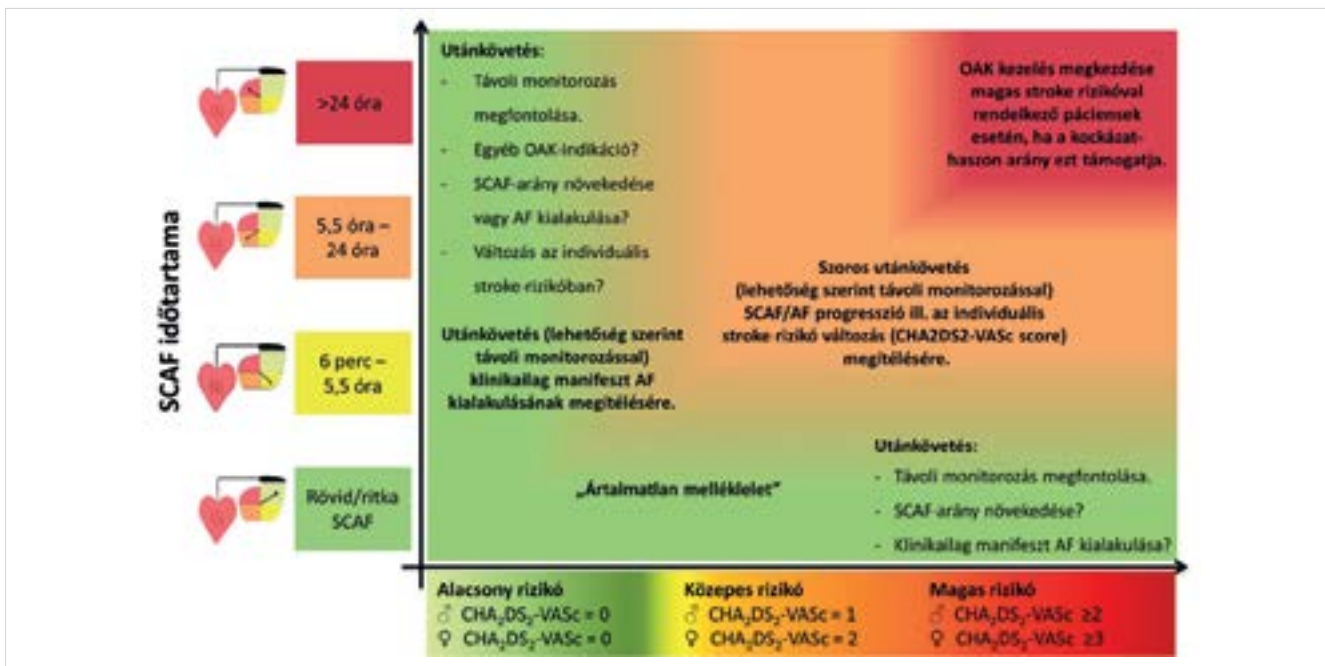 SCAF időtartama
>24 óra
5,5 óra –
24 óra
6 perc –
5,5 óra
Rövid/ritka
SCAF
Utánkövetés:
- Távoli monitorozás
megfontolása.
- Egyéb OAK-indikáció?
- SCAF-arány növekedése
vagy AF kialakulása?
- Változás az individuális
stroke rizikóban?
Utánkövetés (lehetőség szerint
távoli monitorozással)
klinikailag manifeszt AF
kialakulásának megítélésére.
OAK kezelés megkezdése
magas stroke rizikóval
rendelkező páciensek
esetén, ha a kockázat-
haszon arány ezt támogatja.
Szoros utánkövetés
(lehetőség szerint távoli monitorozással)
SCAF/AF progresszió ill. az individuális
stroke rizikó változás (CHA2DS2-VASc score)
megítélésére.
„Ártalmatlan melléklelet"
Utánkövetés:
- Távoli monitorozás megfontolása.
- SCAF-arány növekedése?
- Klinikailag manifeszt AF kialakulása?
Alacsony rizikó
♂ CHA₂DS₂-VASc = 0
♀ CHA₂DS₂-VASc = 0
Közepes rizikó
♂ CHA₂DS₂-VASc = 1
♀ CHA₂DS₂-VASc = 2
Magas rizikó
♂ CHA₂DS₂-VASc ≥2
♀ CHA₂DS₂-VASc ≥3